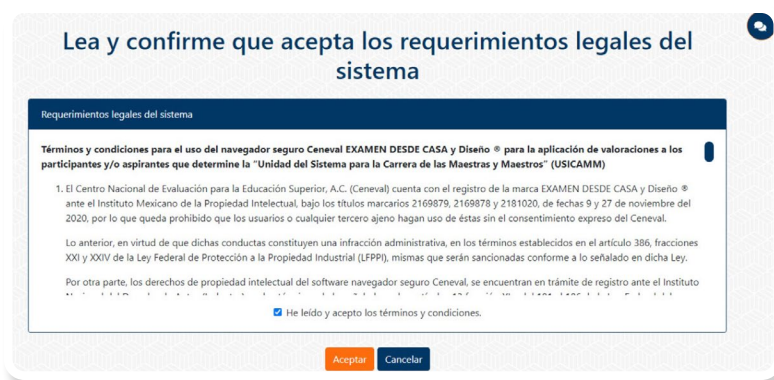 Lea y confirme que acepta los requerimientos legales del
sistema
Requerimientos legales del sistema
Términos y condiciones para el uso del navegador seguro Ceneval EXAMEN DESDE CASA y Diseño ® para la aplicación de valoraciones a los
participantes y/o aspirantes que determine la "Unidad del Sistema para la Carrera de las Maestras y Maestros" (USICAMM)
1. El Centro Nacional de Evaluación para la Educación Superior, A.C. (Ceneval) cuenta con el registro de la marca EXAMEN DESDE CASA y Diseño ®
ante el Instituto Mexicano de la Propiedad Intelectual, bajo los títulos marcarios 2169879, 2169878 y 2181020, de fechas 9 y 27 de noviembre del
2020, por lo que queda prohibido que los usuarios o cualquier tercero ajeno hagan uso de éstas sin el consentimiento expreso del Ceneval.
Lo anterior, en virtud de que dichas conductas constituyen una infracción administrativa, en los términos establecidos en el artículo 386, fracciones
XXI y XXIV de la Ley Federal de Protección a la Propiedad Industrial (LFPPI), mismas que serán sancionadas conforme a lo señalado en dicha Ley.
Por otra parte, los derechos de propiedad intelectual del software navegador seguro Ceneval, se encuentran en trámite de registro ante el Instituto
He leído y acepto los términos y condiciones.
Aceptar
Cancelar